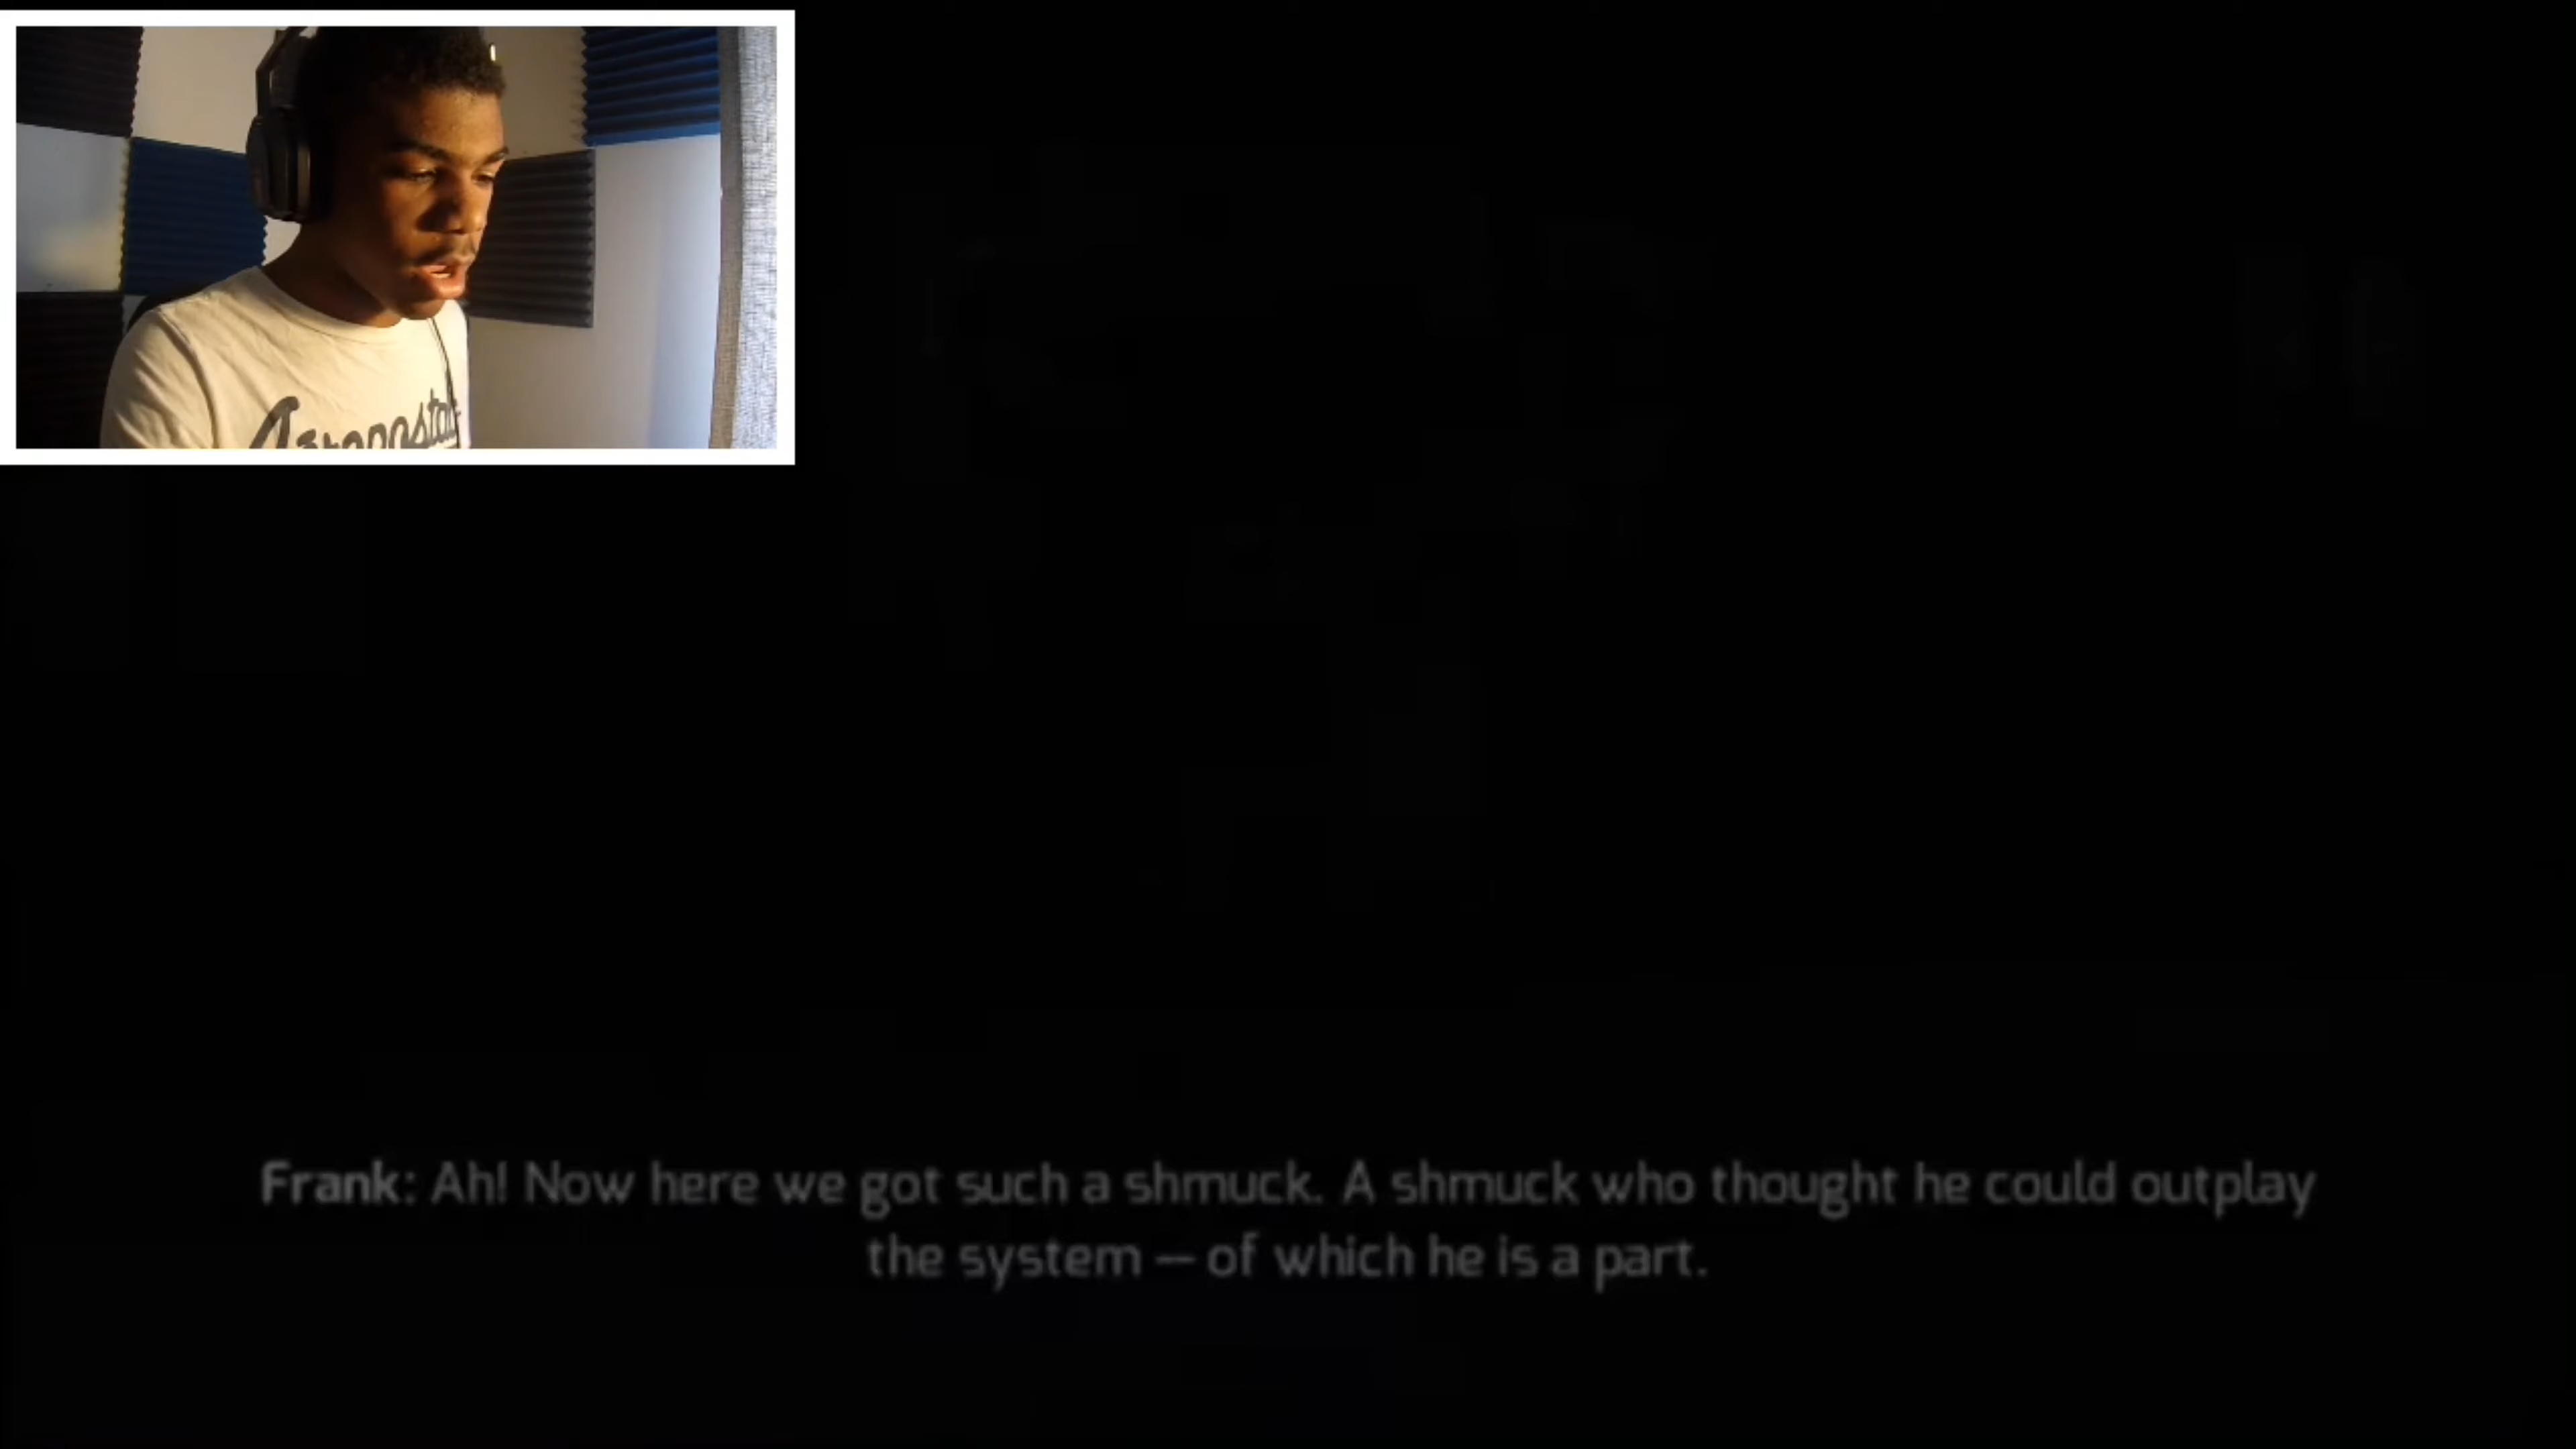 Aeropostale
Frank: Ah! Now here we got such a shmuck. A shmuck who thought he could outplay
the system — of which he is a part.